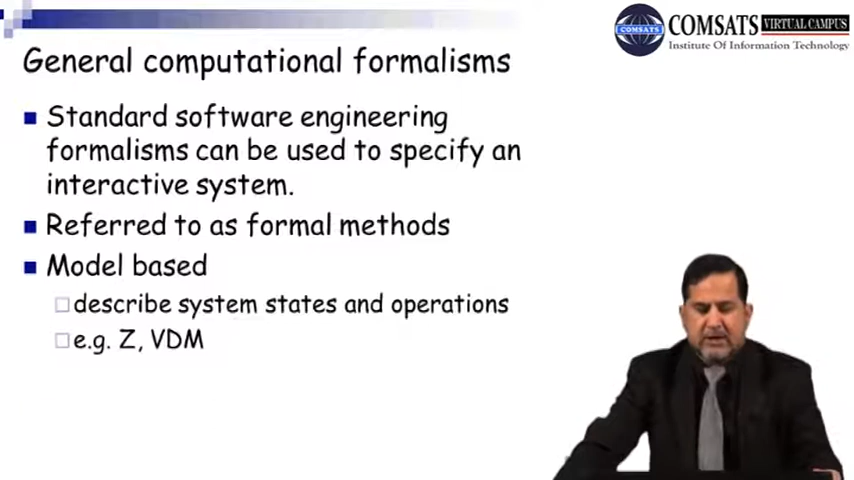 General computational formalisms
Standard software engineering
formalisms can be used to specify an
interactive system.
Referred to as formal methods
Model based
describe system states and operations
e.g. Z, VDM
COMSATS
COMSATS VIRTUAL CAMPUS
Institute Of Information Technology